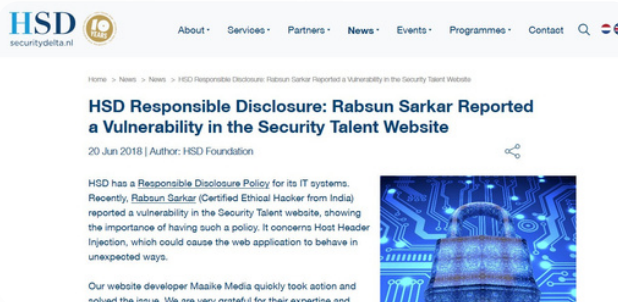 HSD
securitydelta.nl
10
YEARS
About
Services
Partners
News
Events
Programmes
Contact
Home > News > News > HSD Responsible Disclosure: Rabsun Sarkar Reported a Vulnerability in the Security Talent Website
HSD Responsible Disclosure: Rabsun Sarkar Reported
a Vulnerability in the Security Talent Website
20 Jun 2018 | Author: HSD Foundation
HSD has a Responsible Disclosure Policy for its IT systems.
Recently, Rabsun Sarkar (Certified Ethical Hacker from India)
reported a vulnerability in the Security Talent website, showing
the importance of having such a policy. It concerns Host Header
Injection, which could cause the web application to behave in
unexpected ways.
Our website developer Maaike Media quickly took action and
solved the issue. We are very grateful for their expertise and